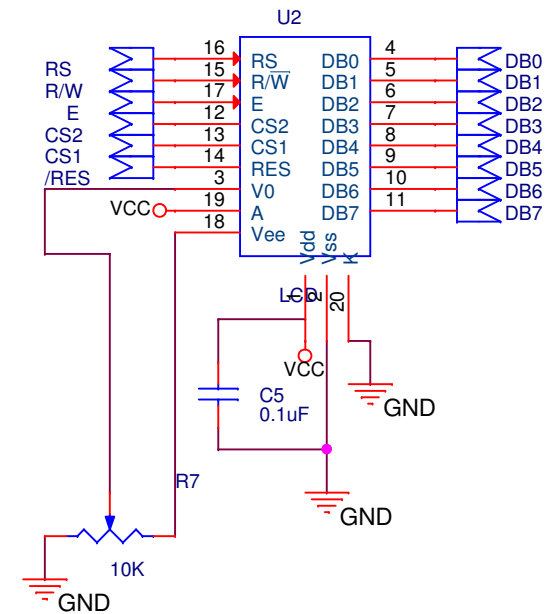 U2
16 RS DB0 4 DB0
RS
15 R/W̅ DB1 5 DB1
R/W
17 E DB2 6 DB2
E
12 CS2 DB3 7 DB3
CS2
13 CS1 DB4 8 DB4
CS1
14 RES DB5 9 DB5
/RES
3 V0 DB6 10 DB6
VCC 19 A DB7 11 DB7
18 Vee
Vdd Vss K
LCD 1 2 20
VCC
C5
0.1uF
GND
R7
GND
10K
GND